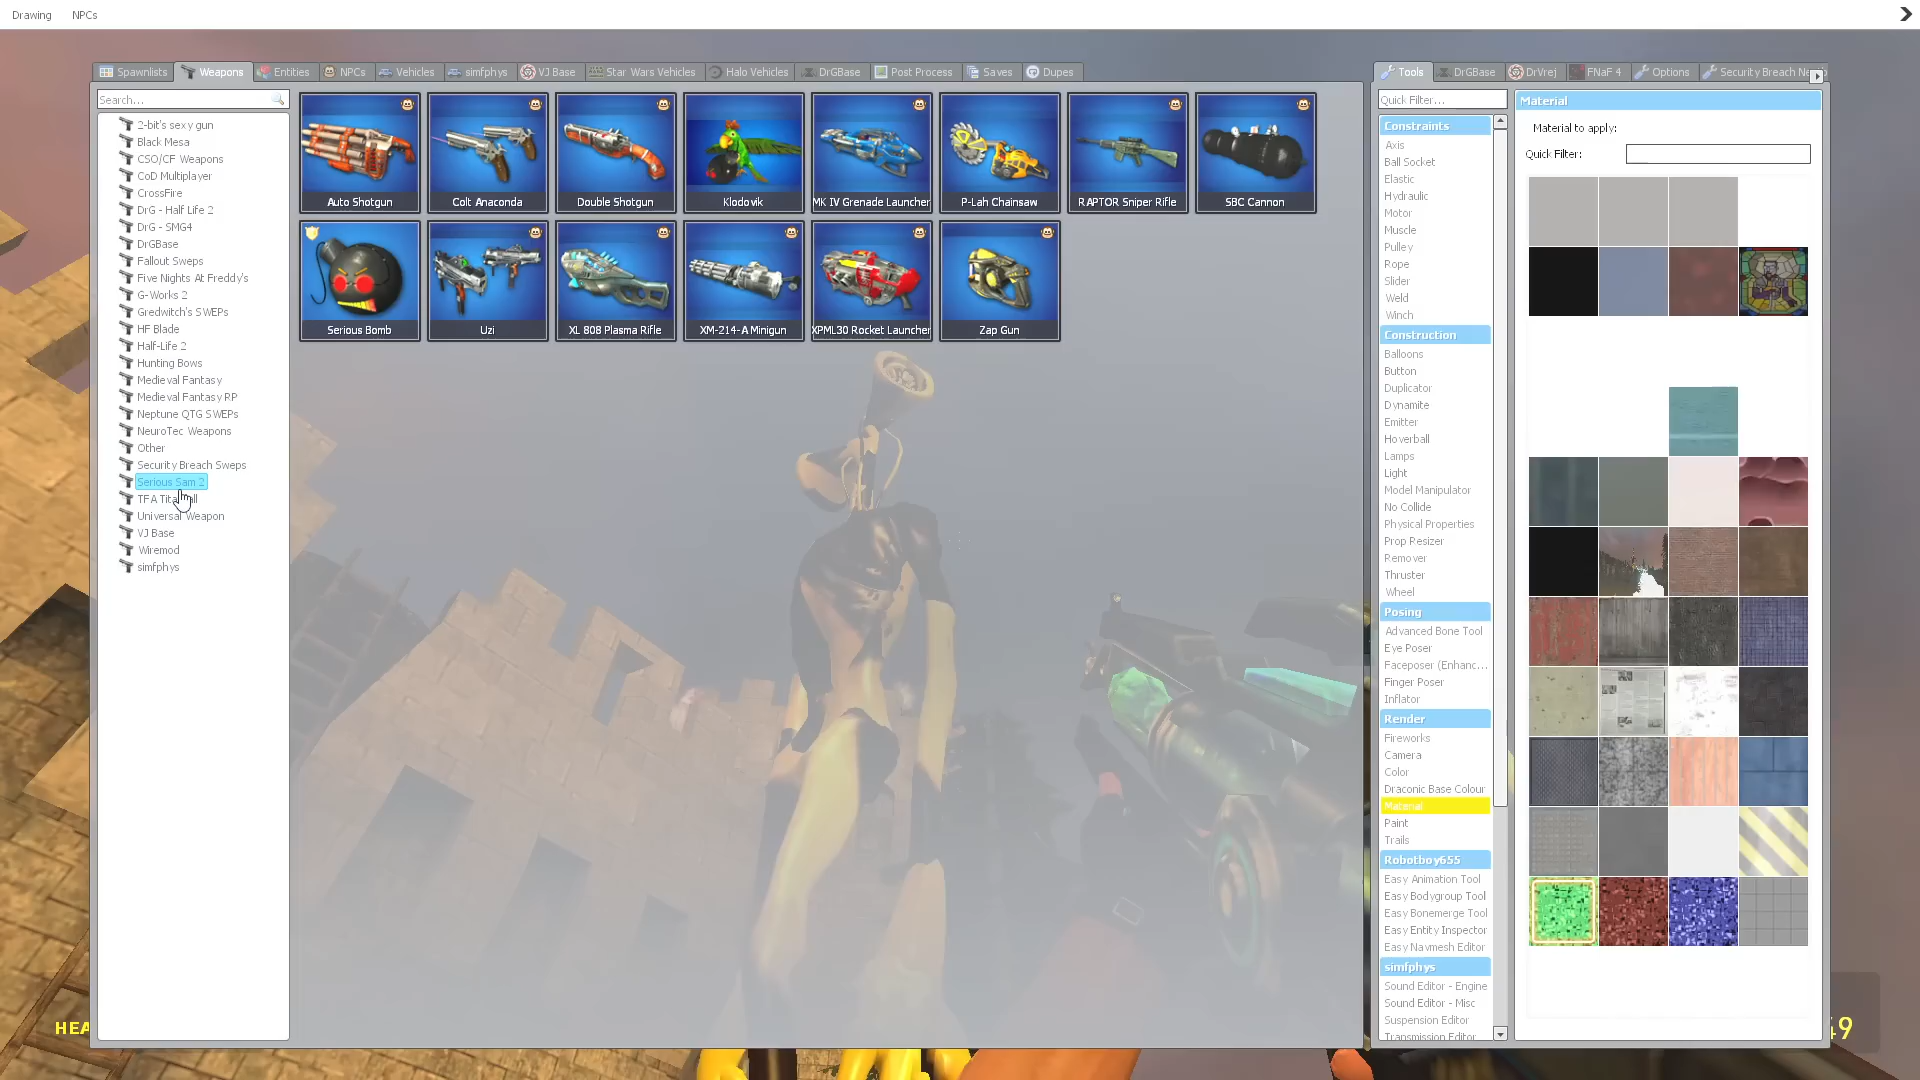 Drawing NPCs
Spawnlists Weapons Entities NPCs Vehicles simfphys VJ Base Star Wars Vehicles Halo Vehicles DrGBase Post Process Saves Dupes
Search...
2-bit's sexy gun
Black Mesa
CSO/CF Weapons
CoD Multiplayer
CrossFire
DrG - Half Life 2
DrG - SMG4
DrGBase
Fallout Sweps
Five Nights At Freddy's
G-Works 2
Gredwitch's SWEPs
HF Blade
Half-Life 2
Hunting Bows
Medieval Fantasy
Medieval Fantasy RP
Neptune QTG SWEPs
NeuroTec Weapons
Other
Security Breach Sweps
Serious Sam 2
TFA
Universal Weapon
VJ Base
Wiremod
simfphys
Auto Shotgun
Colt Anaconda
Double Shotgun
Klodovik
MK IV Grenade Launcher
P-Lah Chainsaw
RAPTOR Sniper Rifle
SBC Cannon
Serious Bomb
Uzi
XL 808 Plasma Rifle
XM-214-A Minigun
XPML30 Rocket Launcher
Zap Gun
Tools DrGBase DrVrej FNaF 4 Options Security Breach
Quick Filter...
Constraints
Axis
Ball Socket
Elastic
Hydraulic
Motor
Muscle
Pulley
Rope
Slider
Weld
Winch
Construction
Balloons
Button
Duplicator
Dynamite
Emitter
Hoverball
Lamps
Light
Model Manipulator
No Collide
Physical Properties
Prop Resizer
Remover
Thruster
Wheel
Posing
Advanced Bone Tool
Eye Poser
Faceposer (Enhanc...
Finger Poser
Inflator
Render
Fireworks
Camera
Color
Draconic Base Colour
Material
Paint
Trails
Robotboy655
Easy Animation Tool
Easy Bodygroup Tool
Easy Bonemerge Tool
Easy Entity Inspector
Easy Navmesh Editor
simfphys
Sound Editor - Engine
Sound Editor - Misc
Suspension Editor
Transmission Editor
Material
Material to apply:
Quick Filter:
HEA
49